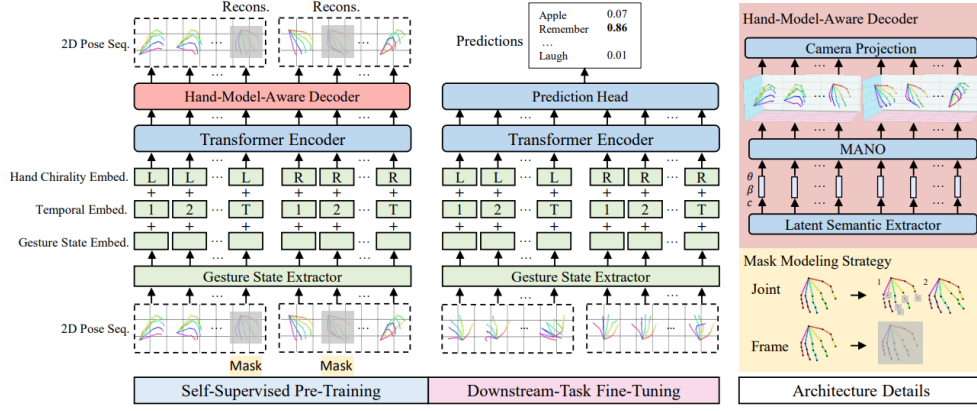 Recons.
Recons.
2D Pose Seq.
...
...
...
...
Hand-Model-Aware Decoder
...
...
Transformer Encoder
...
...
Hand Chirality Embed.
L L ... L R R ... R
+ + + + + +
Temporal Embed.
1 2 ... T 1 2 ... T
+ + + + + +
Gesture State Embed.
...
...
Gesture State Extractor
...
...
2D Pose Seq.
...
...
Mask
Mask
Self-Supervised Pre-Training
Predictions
Apple 0.07
Remember 0.86
...
Laugh 0.01
Prediction Head
...
...
Transformer Encoder
...
...
L L ... L R R ... R
+ + + + + +
1 2 ... T 1 2 ... T
+ + + + + +
...
...
Gesture State Extractor
...
...
...
...
Downstream-Task Fine-Tuning
Hand-Model-Aware Decoder
Camera Projection
...
...
...
...
MANO
θ
β
c
...
...
Latent Semantic Extractor
Mask Modeling Strategy
Joint
1
2
Frame
Architecture Details